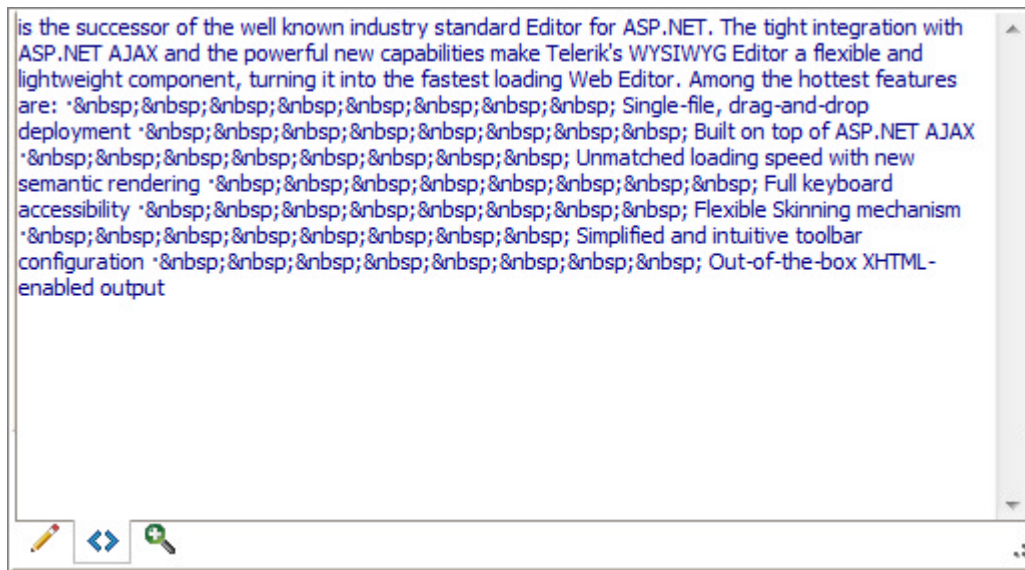 is the successor of the well known industry standard Editor for ASP.NET. The tight integration with
ASP.NET AJAX and the powerful new capabilities make Telerik's WYSIWYG Editor a flexible and
lightweight component, turning it into the fastest loading Web Editor. Among the hottest features
are: ·&nbsp;&nbsp;&nbsp;&nbsp;&nbsp;&nbsp;&nbsp;&nbsp; Single-file, drag-and-drop
deployment ·&nbsp;&nbsp;&nbsp;&nbsp;&nbsp;&nbsp;&nbsp;&nbsp; Built on top of ASP.NET AJAX
·&nbsp;&nbsp;&nbsp;&nbsp;&nbsp;&nbsp;&nbsp;&nbsp; Unmatched loading speed with new
semantic rendering ·&nbsp;&nbsp;&nbsp;&nbsp;&nbsp;&nbsp;&nbsp;&nbsp; Full keyboard
accessibility ·&nbsp;&nbsp;&nbsp;&nbsp;&nbsp;&nbsp;&nbsp;&nbsp; Flexible Skinning mechanism
·&nbsp;&nbsp;&nbsp;&nbsp;&nbsp;&nbsp;&nbsp;&nbsp; Simplified and intuitive toolbar
configuration ·&nbsp;&nbsp;&nbsp;&nbsp;&nbsp;&nbsp;&nbsp;&nbsp; Out-of-the-box XHTML-
enabled output